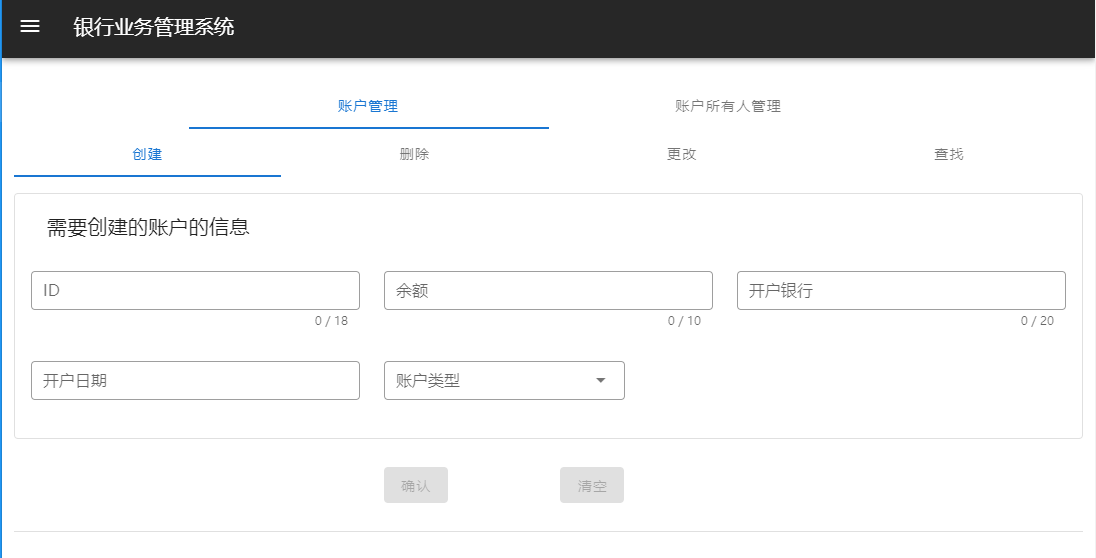 银行业务管理系统
账户管理 账户所有人管理
创建 删除 更改 查找
需要创建的账户的信息
ID 余额 开户银行
0 / 18 0 / 10 0 / 20
开户日期 账户类型
确认 清空